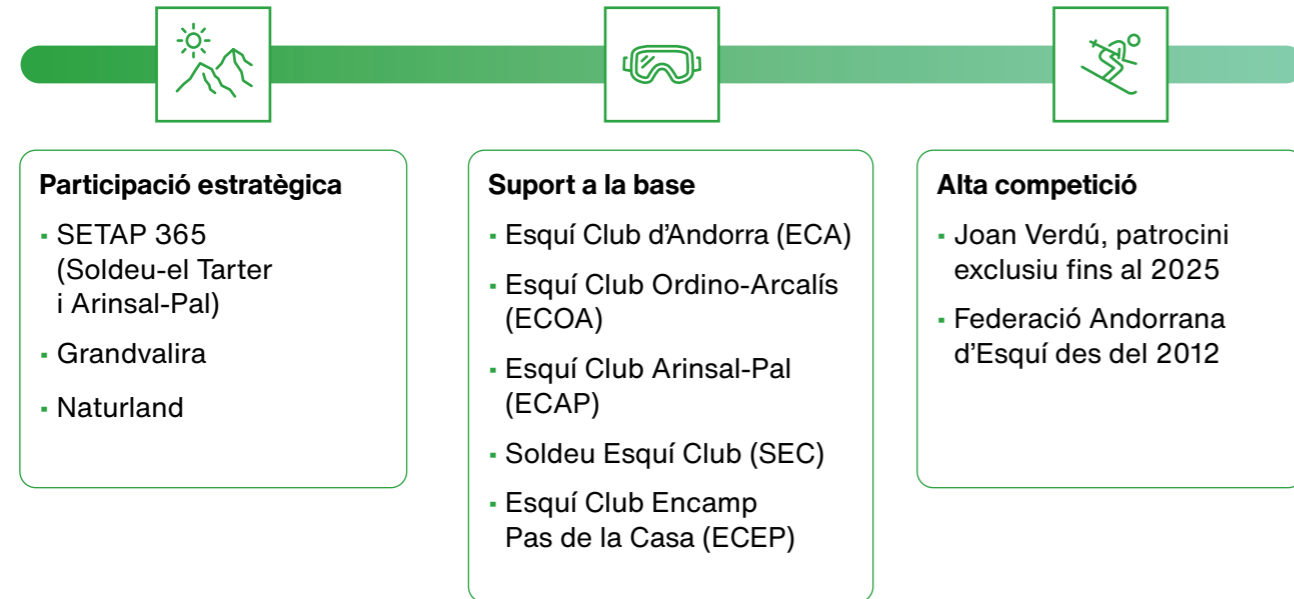 Participació estratègica
▪ SETAP 365
(Soldeu-el Tarter
i Arinsal-Pal)
▪ Grandvalira
▪ Naturland
Suport a la base
▪ Esquí Club d'Andorra (ECA)
▪ Esquí Club Ordino-Arcalís
(ECOA)
▪ Esquí Club Arinsal-Pal
(ECAP)
▪ Soldeu Esquí Club (SEC)
▪ Esquí Club Encamp
Pas de la Casa (ECEP)
Alta competició
▪ Joan Verdú, patrocini
exclusiu fins al 2025
▪ Federació Andorrana
d'Esquí des del 2012